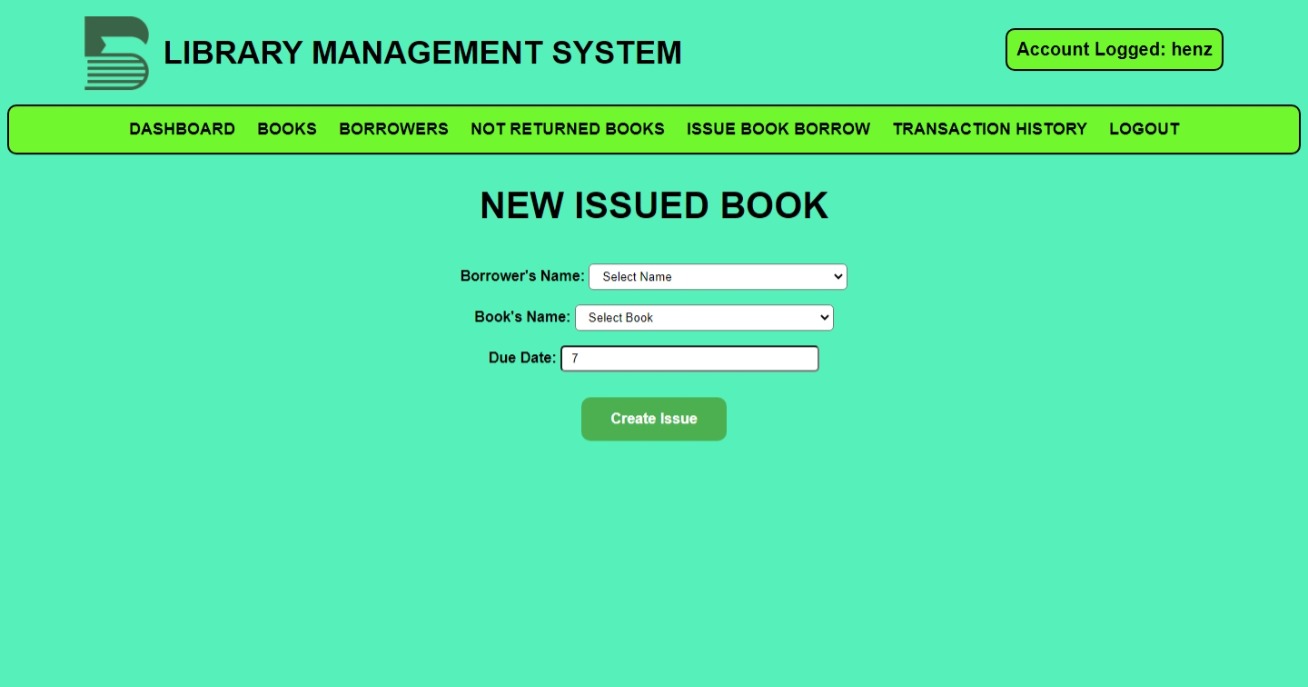 LIBRARY MANAGEMENT SYSTEM
Account Logged: henz
DASHBOARD BOOKS BORROWERS NOT RETURNED BOOKS ISSUE BOOK BORROW TRANSACTION HISTORY LOGOUT
NEW ISSUED BOOK
Borrower's Name: Select Name
Book's Name: Select Book
Due Date: 7
Create Issue